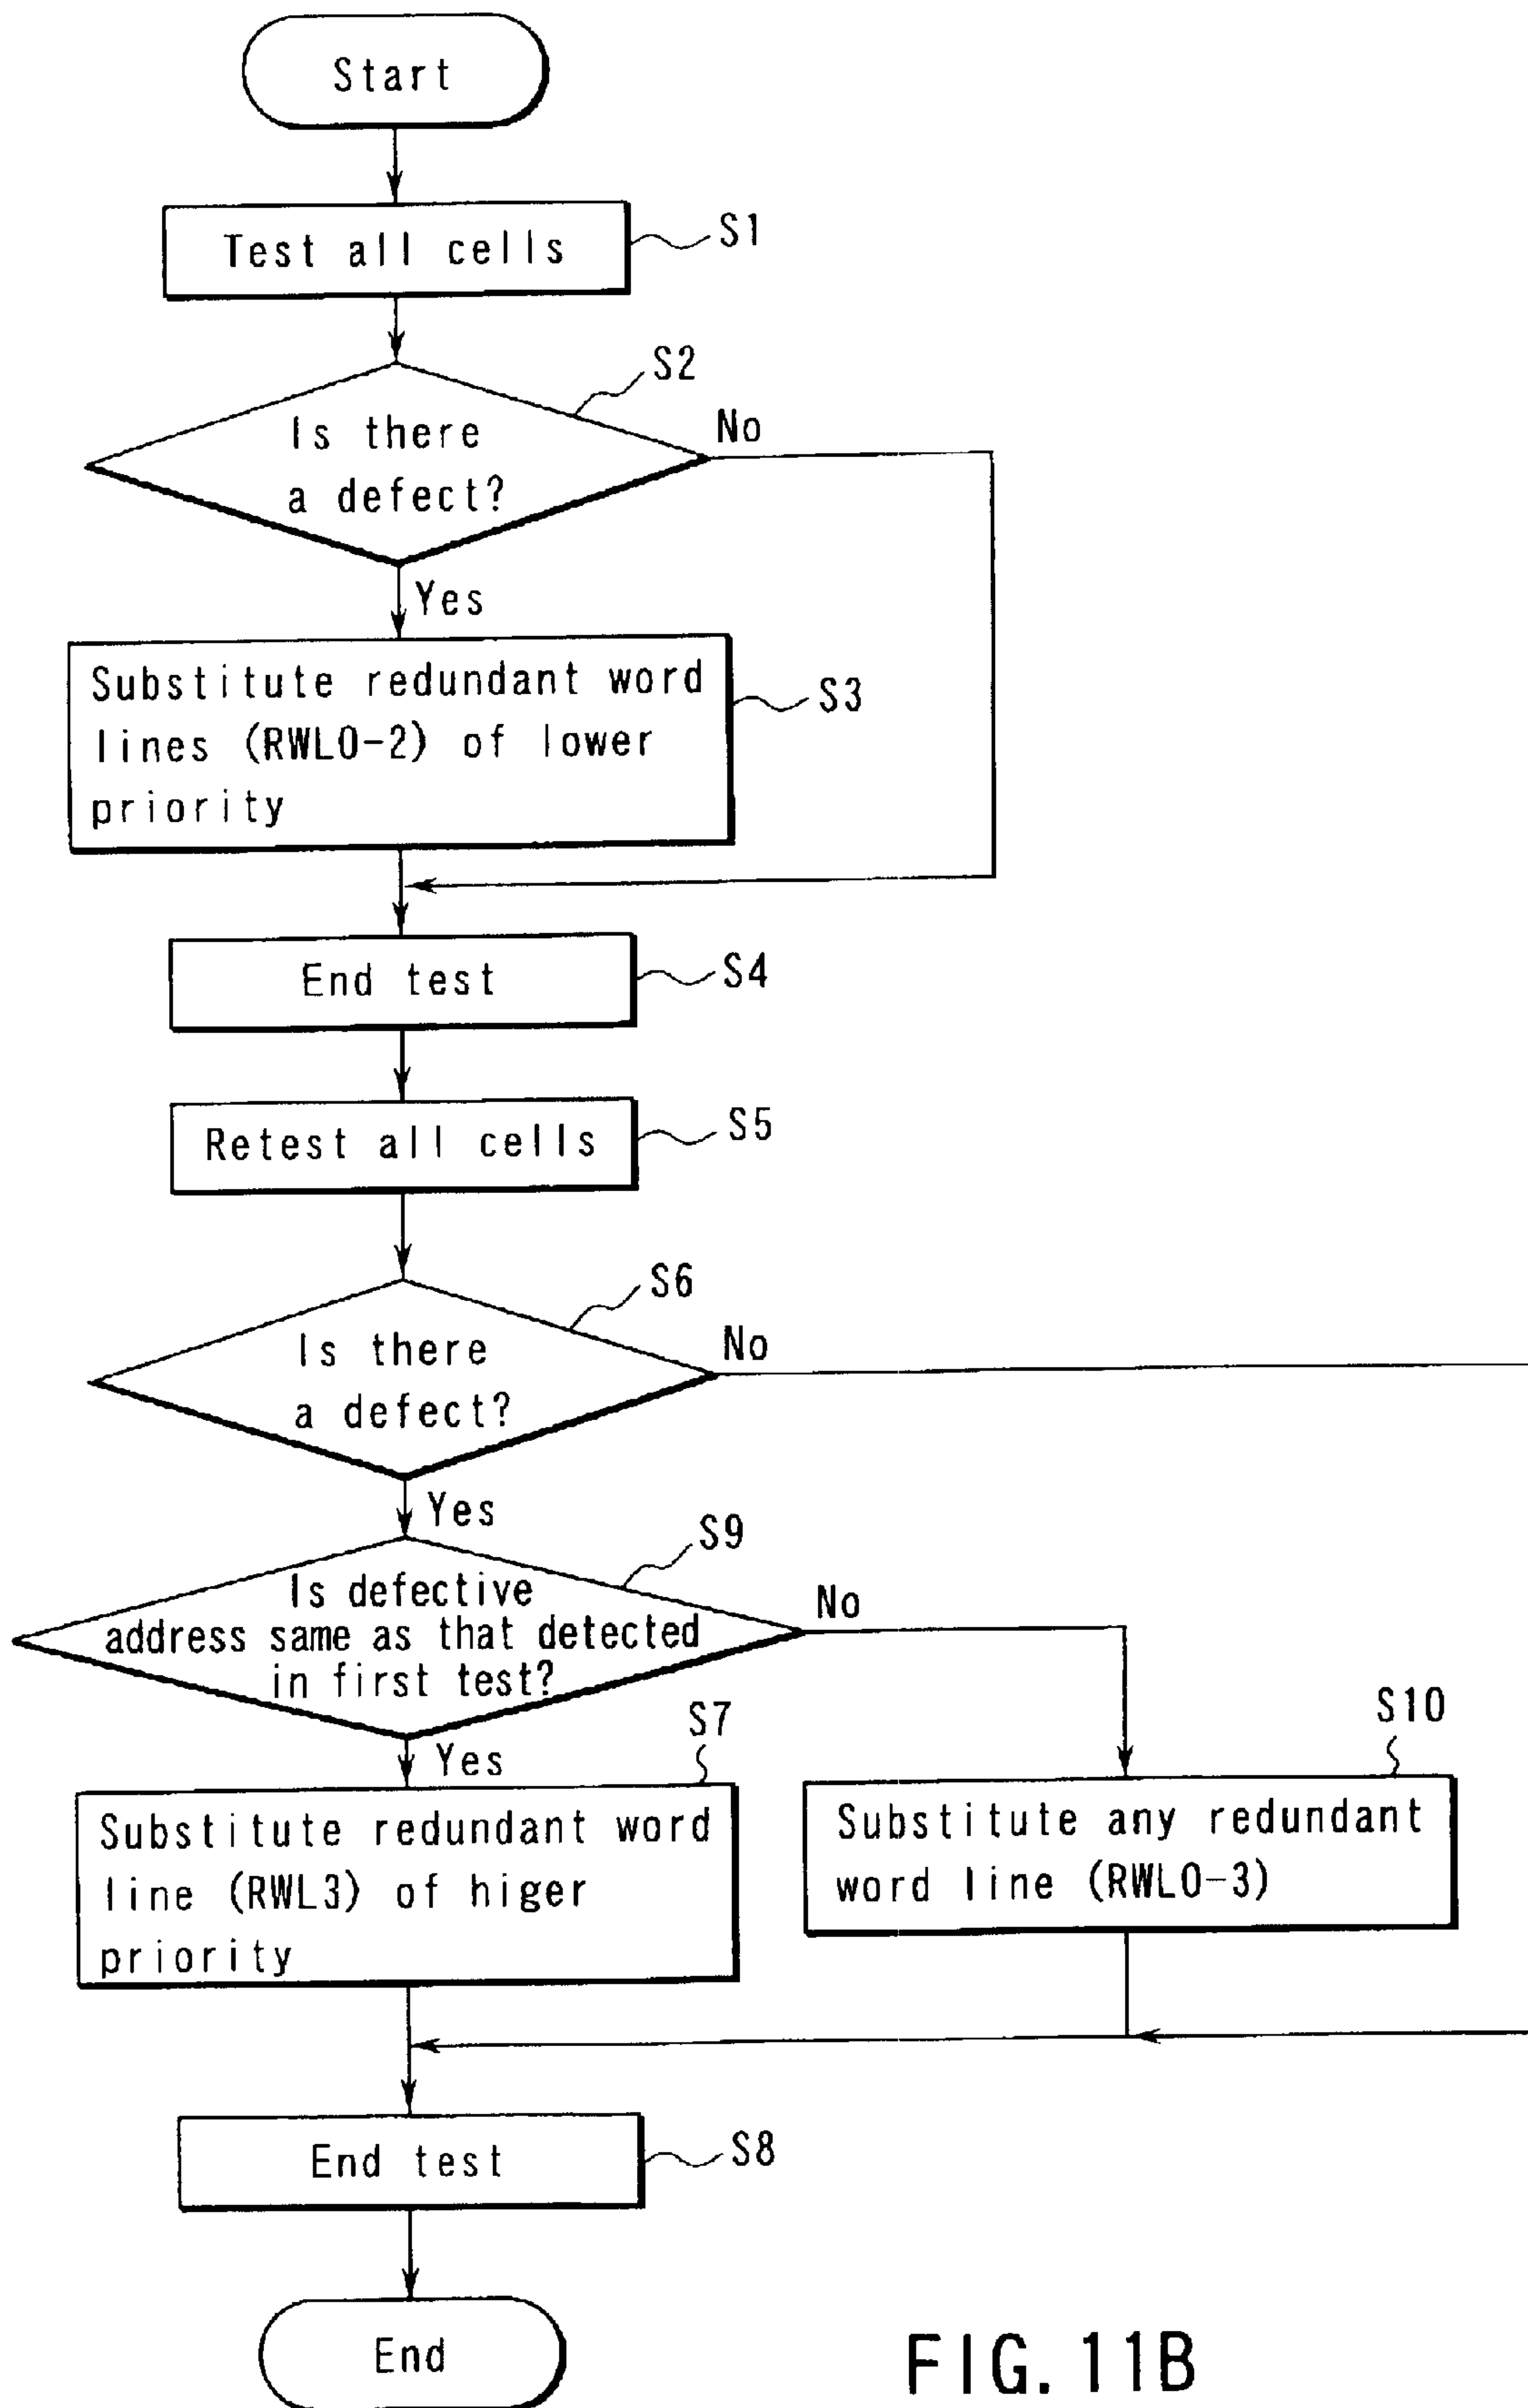 Start
Test all cells
S1
S2
Is there
a defect?
No
Yes
Substitute redundant word
lines (RWL0-2) of lower
priority
S3
End test
S4
Retest all cells
S5
S6
Is there
a defect?
No
Yes
S9
Is defective
address same as that detected
in first test?
No
Yes
S7
Substitute redundant word
line (RWL3) of higer
priority
S10
Substitute any redundant
word line (RWL0-3)
End test
S8
End
FIG. 11B